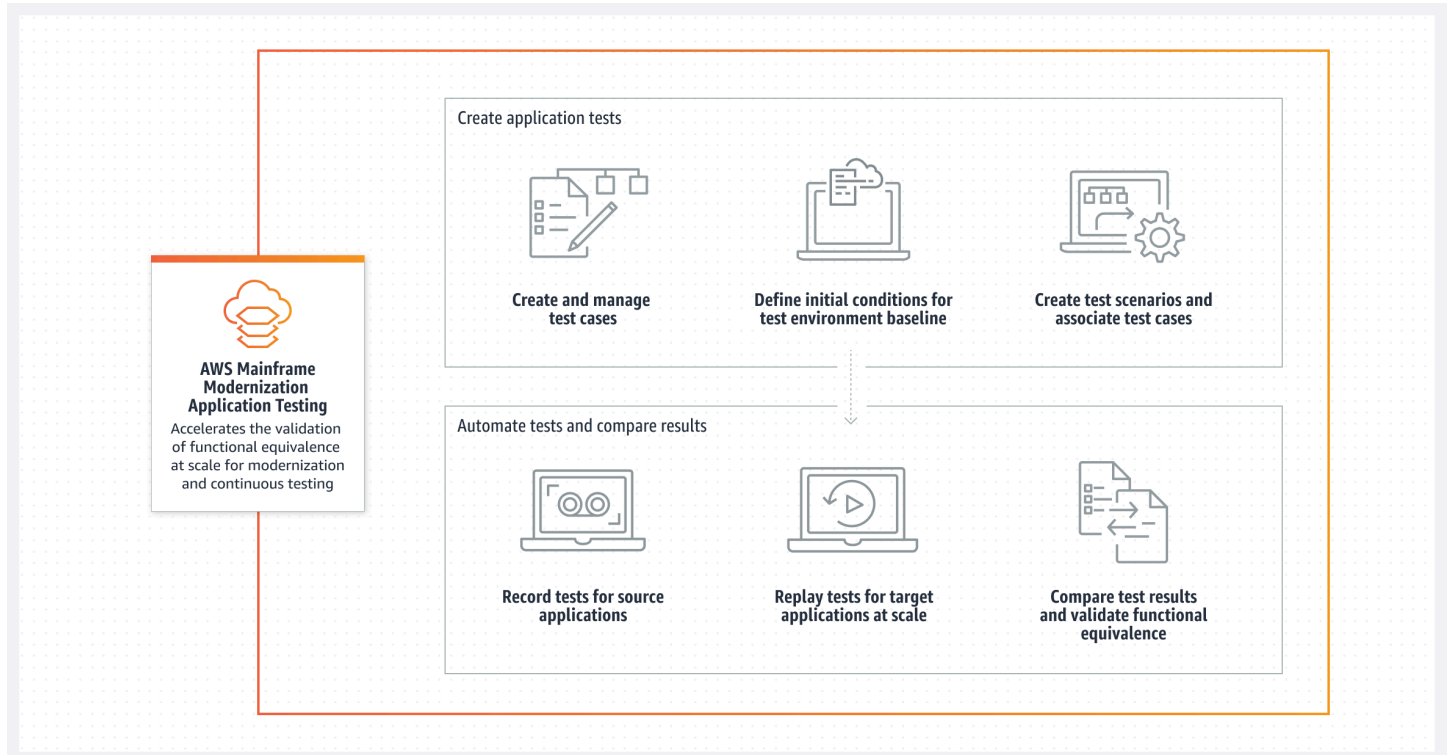 Create application tests
Create and manage
test cases
Define initial conditions for
test environment baseline
Create test scenarios and
associate test cases
AWS Mainframe
Modernization
Application Testing
Accelerates the validation
of functional equivalence
at scale for modernization
and continuous testing
Automate tests and compare results
Record tests for source
applications
Replay tests for target
applications at scale
Compare test results
and validate functional
equivalence